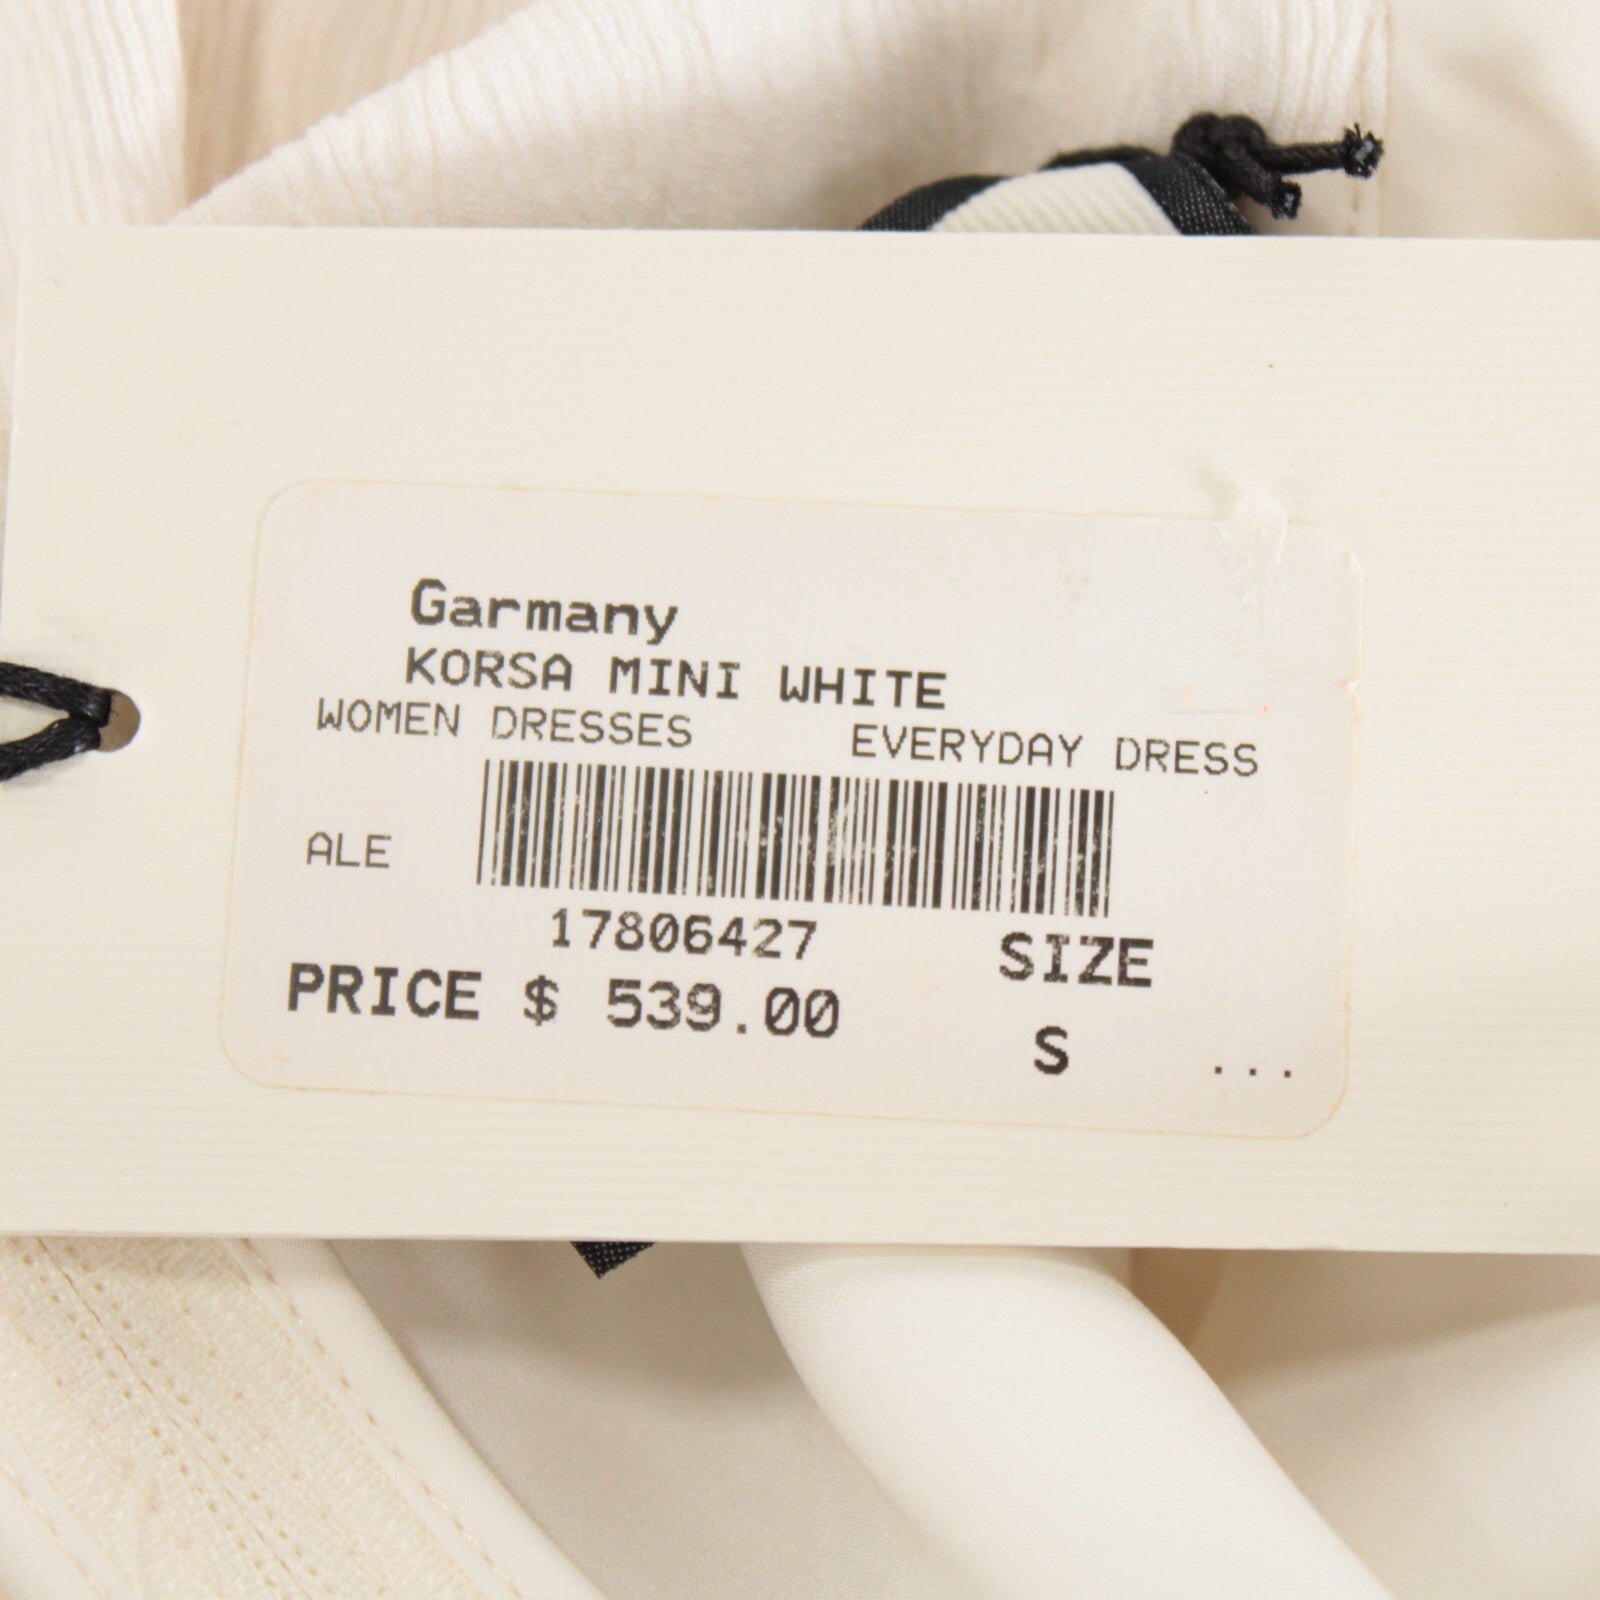 Garmany
KORSA MINI WHITE
WOMEN DRESSES EVERYDAY DRESS
ALE
17806427 SIZE
PRICE $ 539.00
S ...